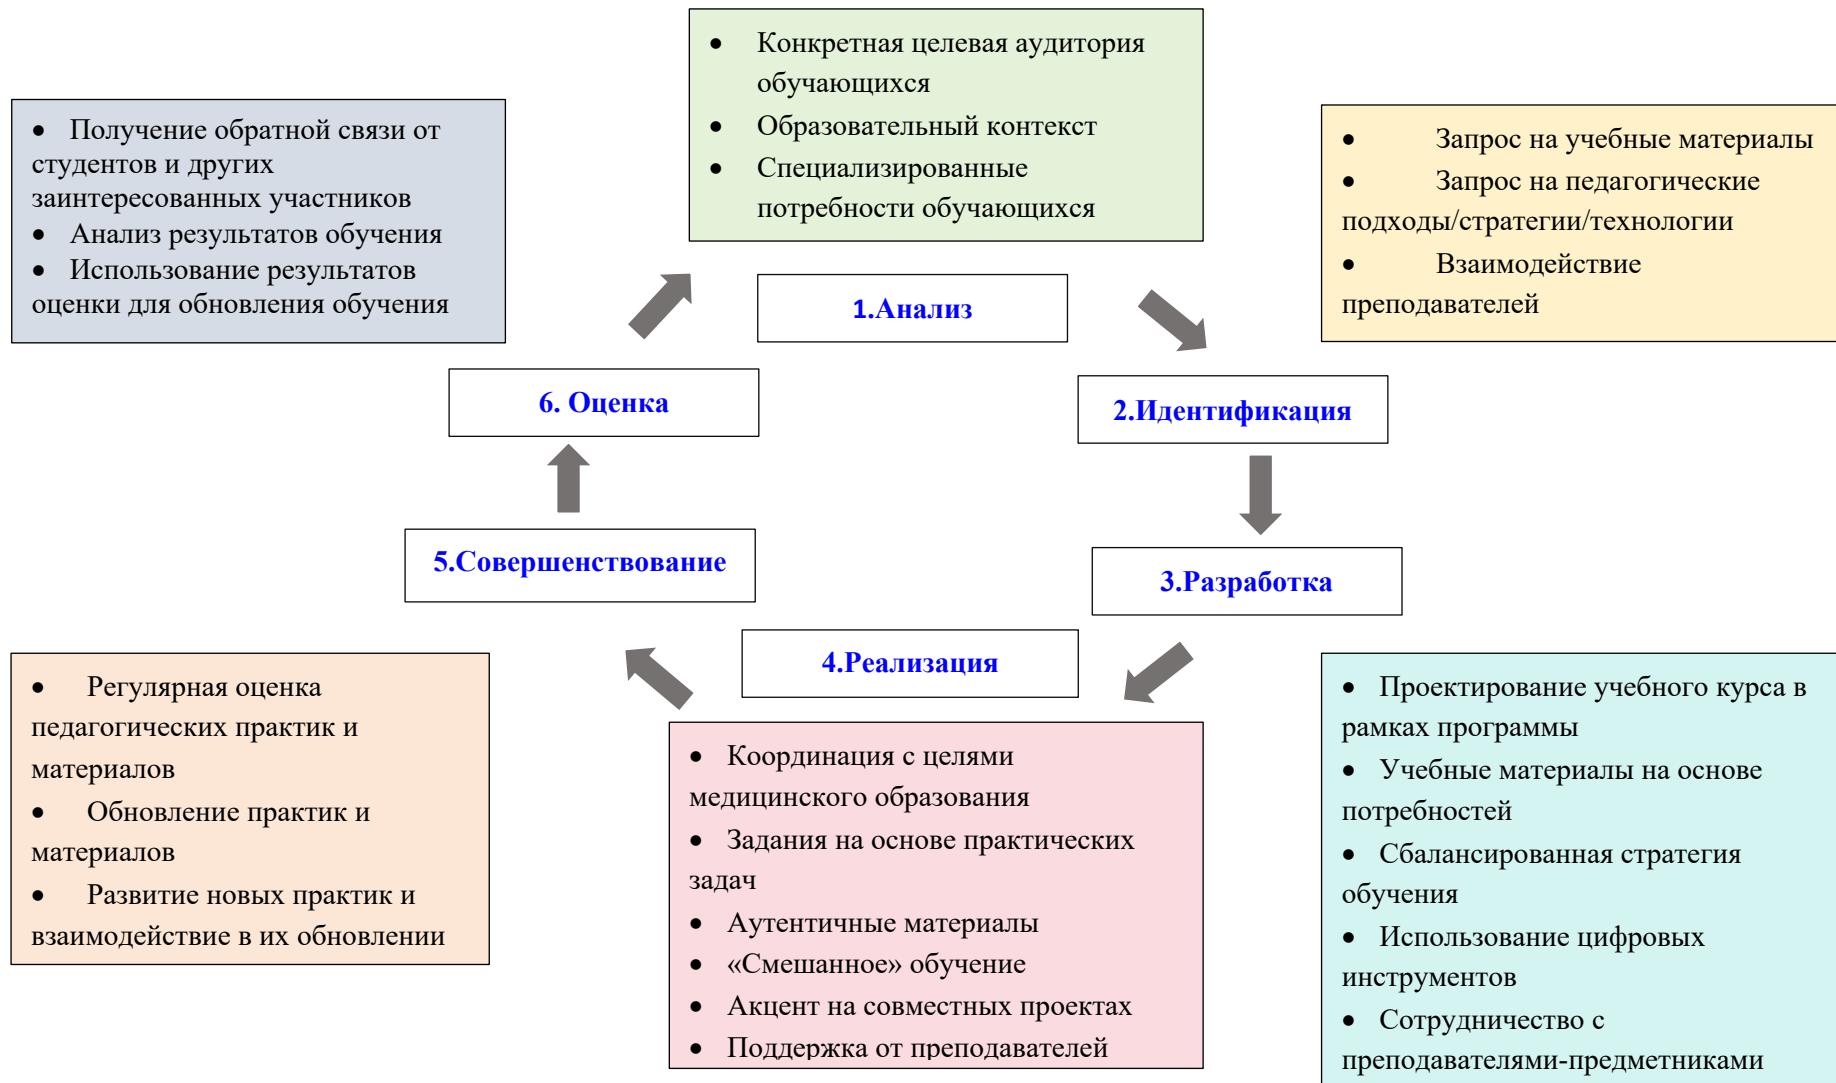 • Конкретная целевая аудитория
обучающихся
• Образовательный контекст
• Специализированные
потребности обучающихся
• Получение обратной связи от
студентов и других
заинтересованных участников
• Анализ результатов обучения
• Использование результатов
оценки для обновления обучения
• Запрос на учебные материалы
• Запрос на педагогические
подходы/стратегии/технологии
• Взаимодействие
преподавателей
1.Анализ
6. Оценка
2.Идентификация
5.Совершенствование
3.Разработка
4.Реализация
• Регулярная оценка
педагогических практик и
материалов
• Обновление практик и
материалов
• Развитие новых практик и
взаимодействие в их обновлении
• Координация с целями
медицинского образования
• Задания на основе практических
задач
• Аутентичные материалы
• «Смешанное» обучение
• Акцент на совместных проектах
• Поддержка от преподавателей
• Проектирование учебного курса в
рамках программы
• Учебные материалы на основе
потребностей
• Сбалансированная стратегия
обучения
• Использование цифровых
инструментов
• Сотрудничество с
преподавателями-предметниками